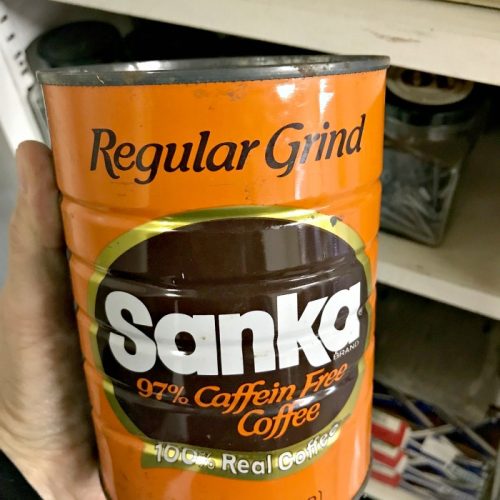 Regular Grind
Sanka
®
BRAND
97% Caffein Free
Coffee
100% Real Coffee